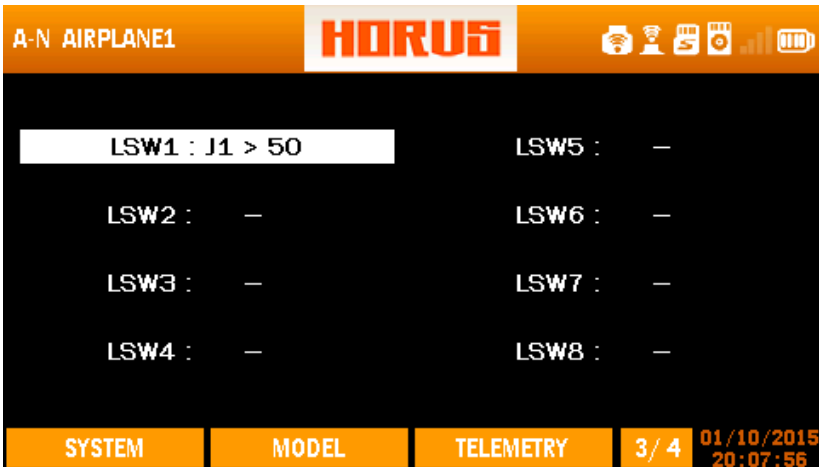 A-N AIRPLANE1 HORUS
LSW1 : J1 > 50 LSW5 : –
LSW2 : – LSW6 : –
LSW3 : – LSW7 : –
LSW4 : – LSW8 : –
SYSTEM MODEL TELEMETRY 3/ 4 01/10/2015
20:07:56